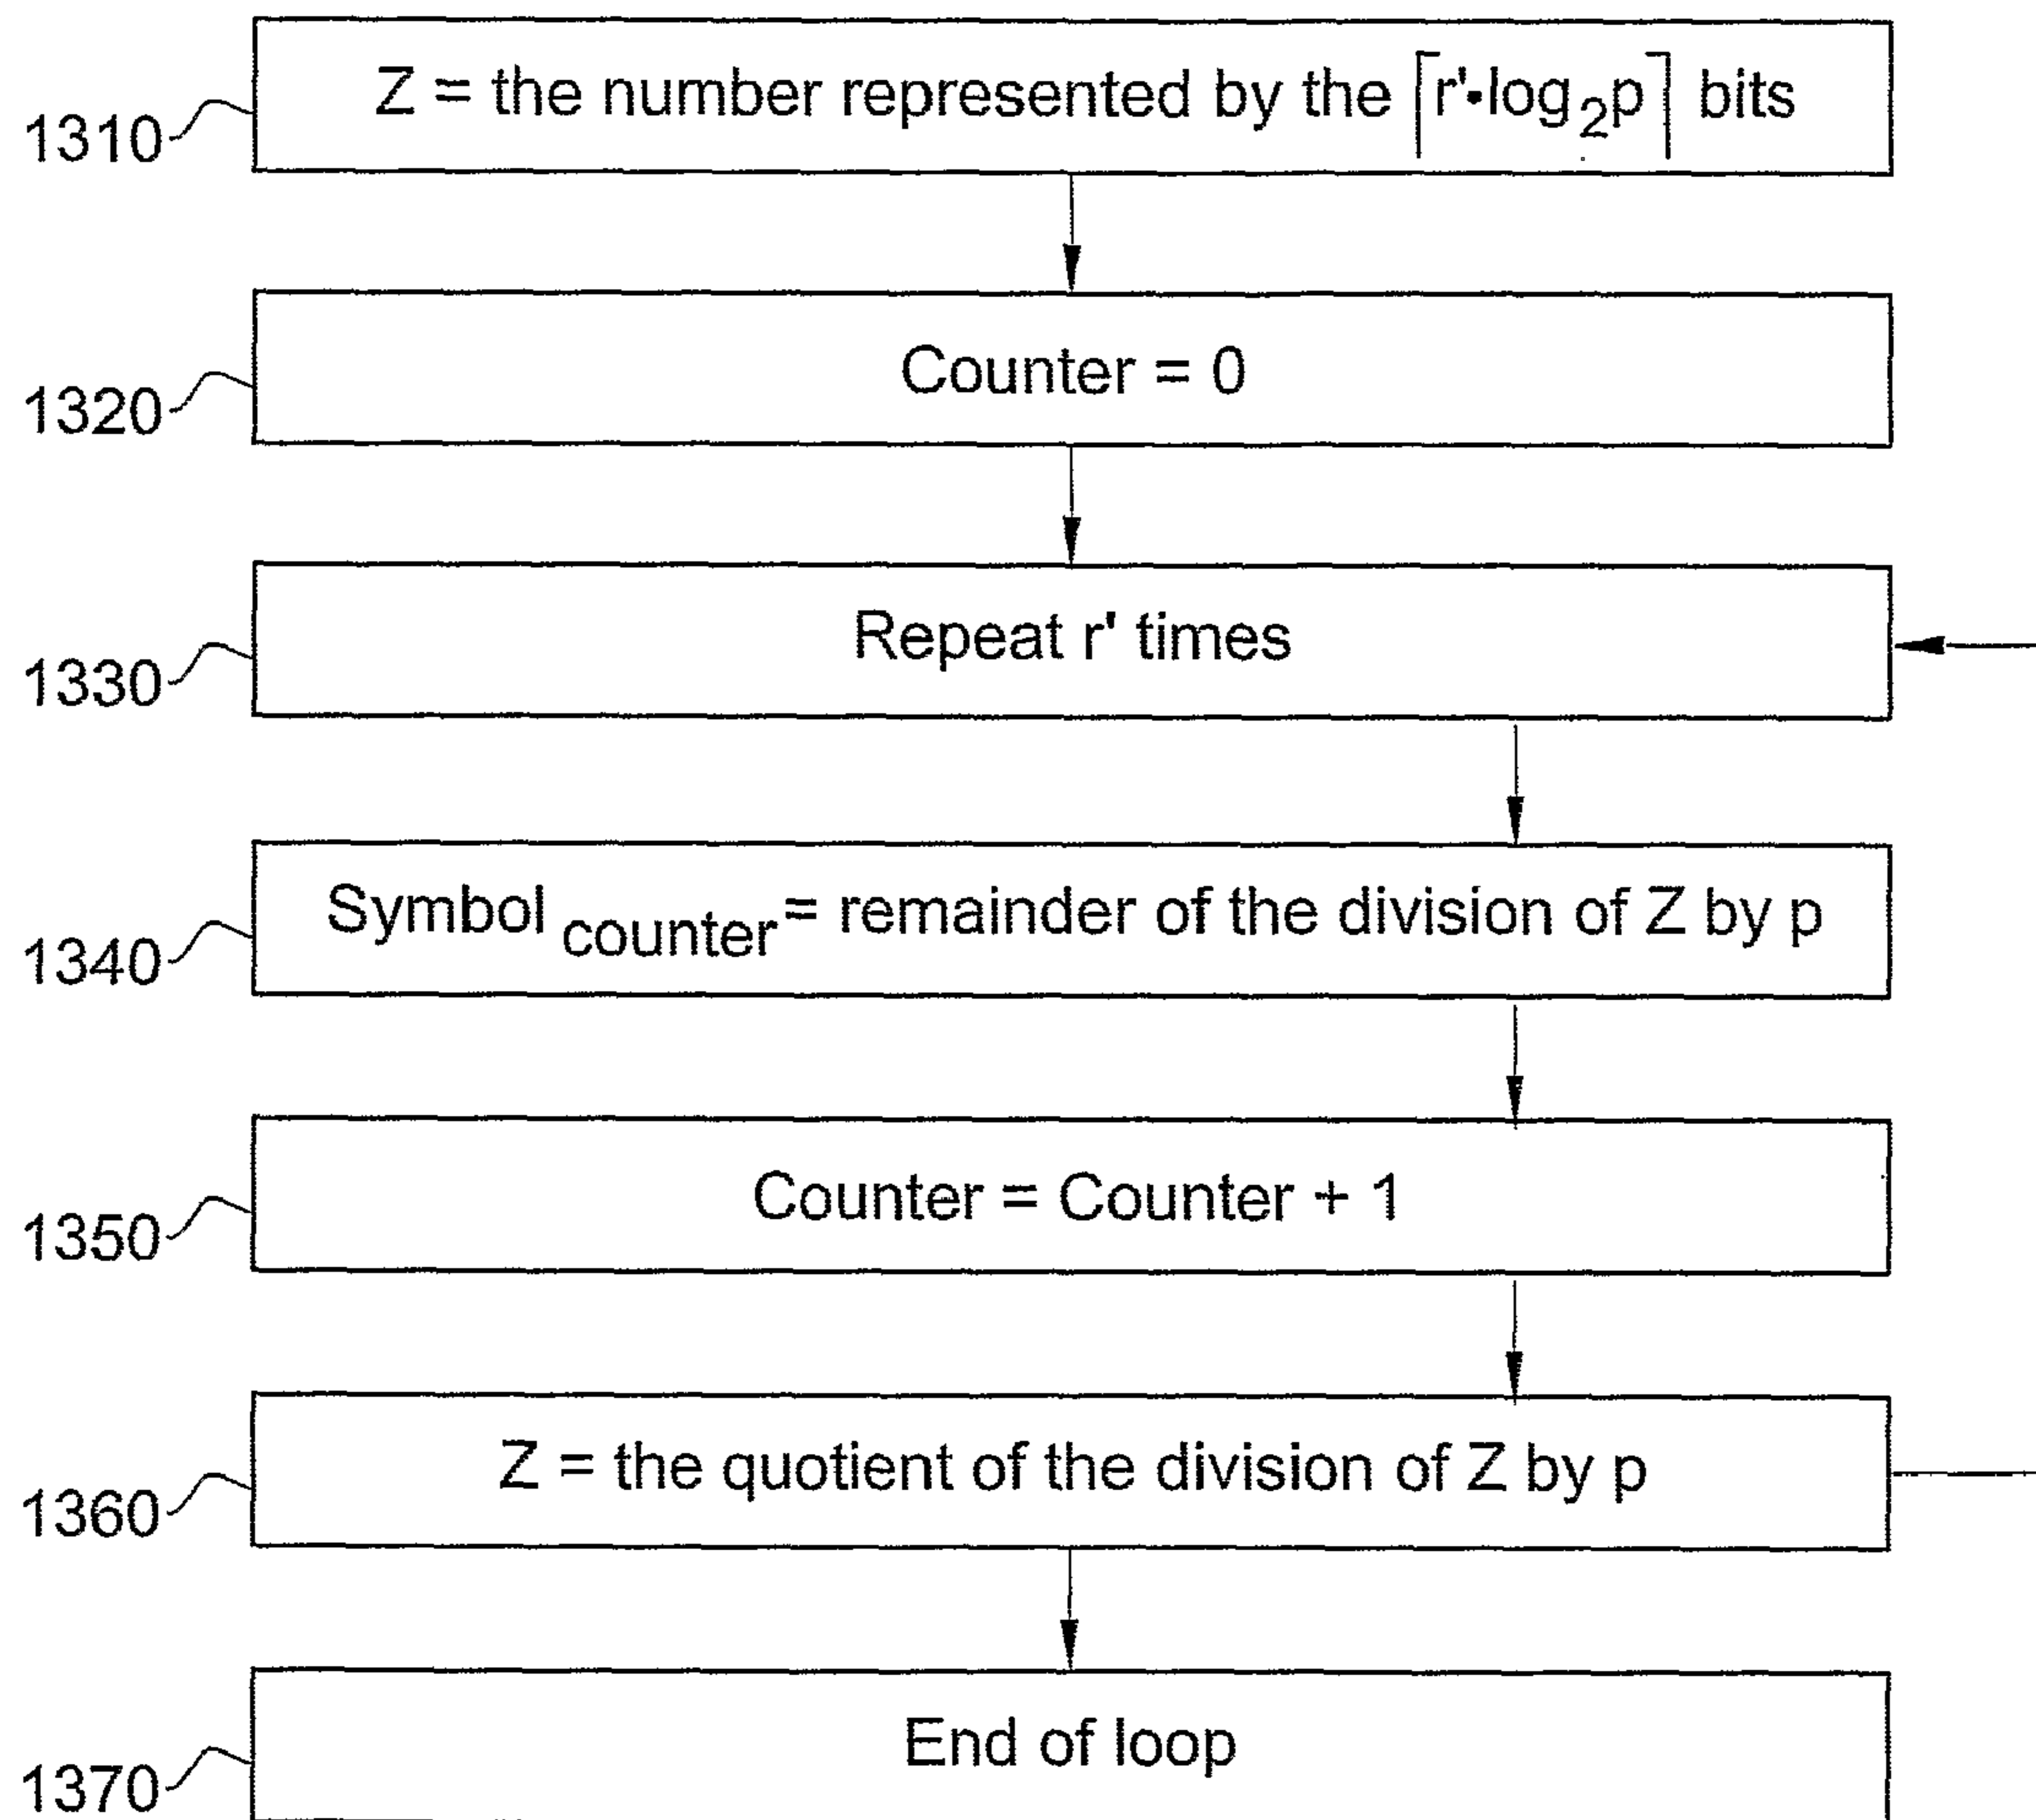 1310 Z = the number represented by the ⌈r'•log₂p⌉ bits
1320 Counter = 0
1330 Repeat r' times
1340 Symbol counter = remainder of the division of Z by p
1350 Counter = Counter + 1
1360 Z = the quotient of the division of Z by p
1370 End of loop